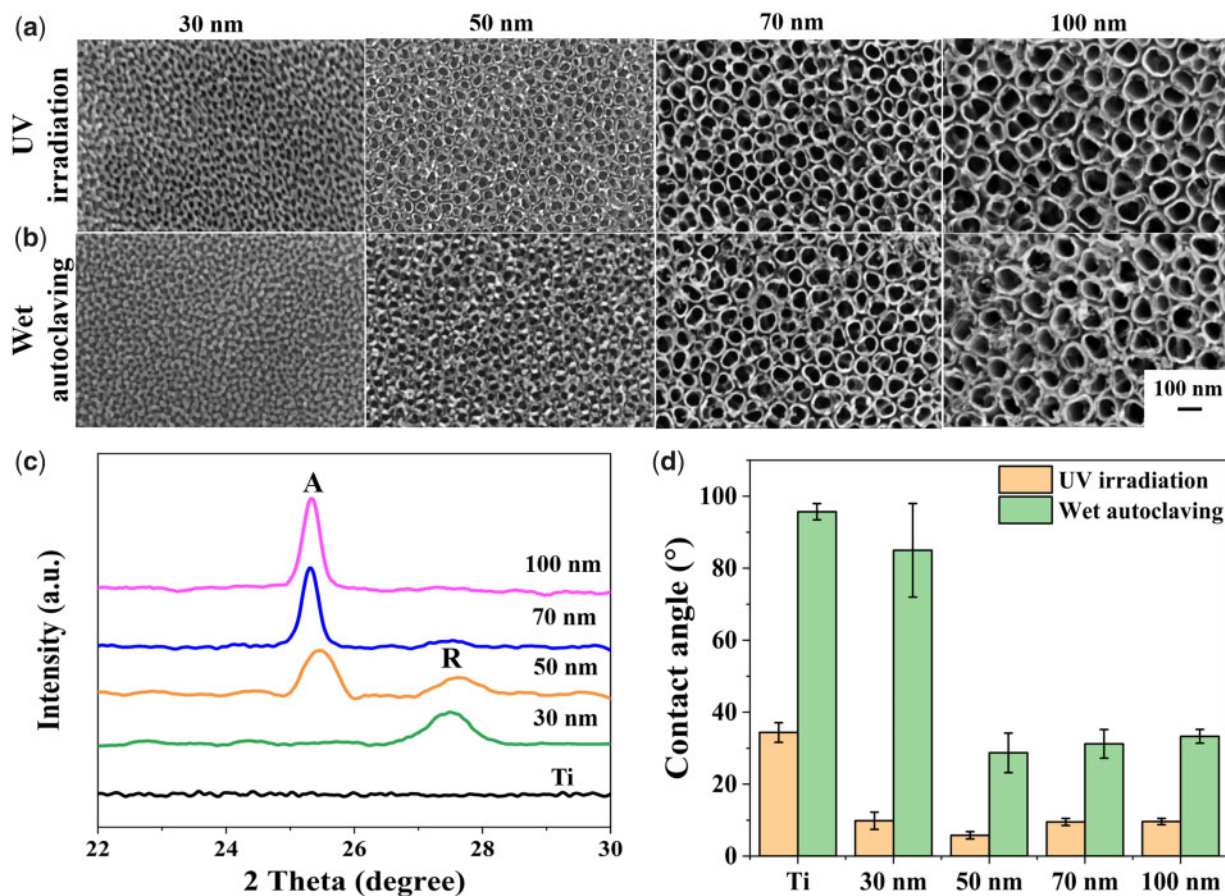 (a) 30 nm 50 nm 70 nm 100 nm
UV
irradiation
(b)
Wet
autoclaving
100 nm
(c)
A
R
100 nm
70 nm
50 nm
30 nm
Ti
Intensity (a.u.)
22 24 26 28 30
2 Theta (degree)
(d)
UV irradiation
Wet autoclaving
Contact angle (°)
100
80
60
40
20
0
Ti 30 nm 50 nm 70 nm 100 nm